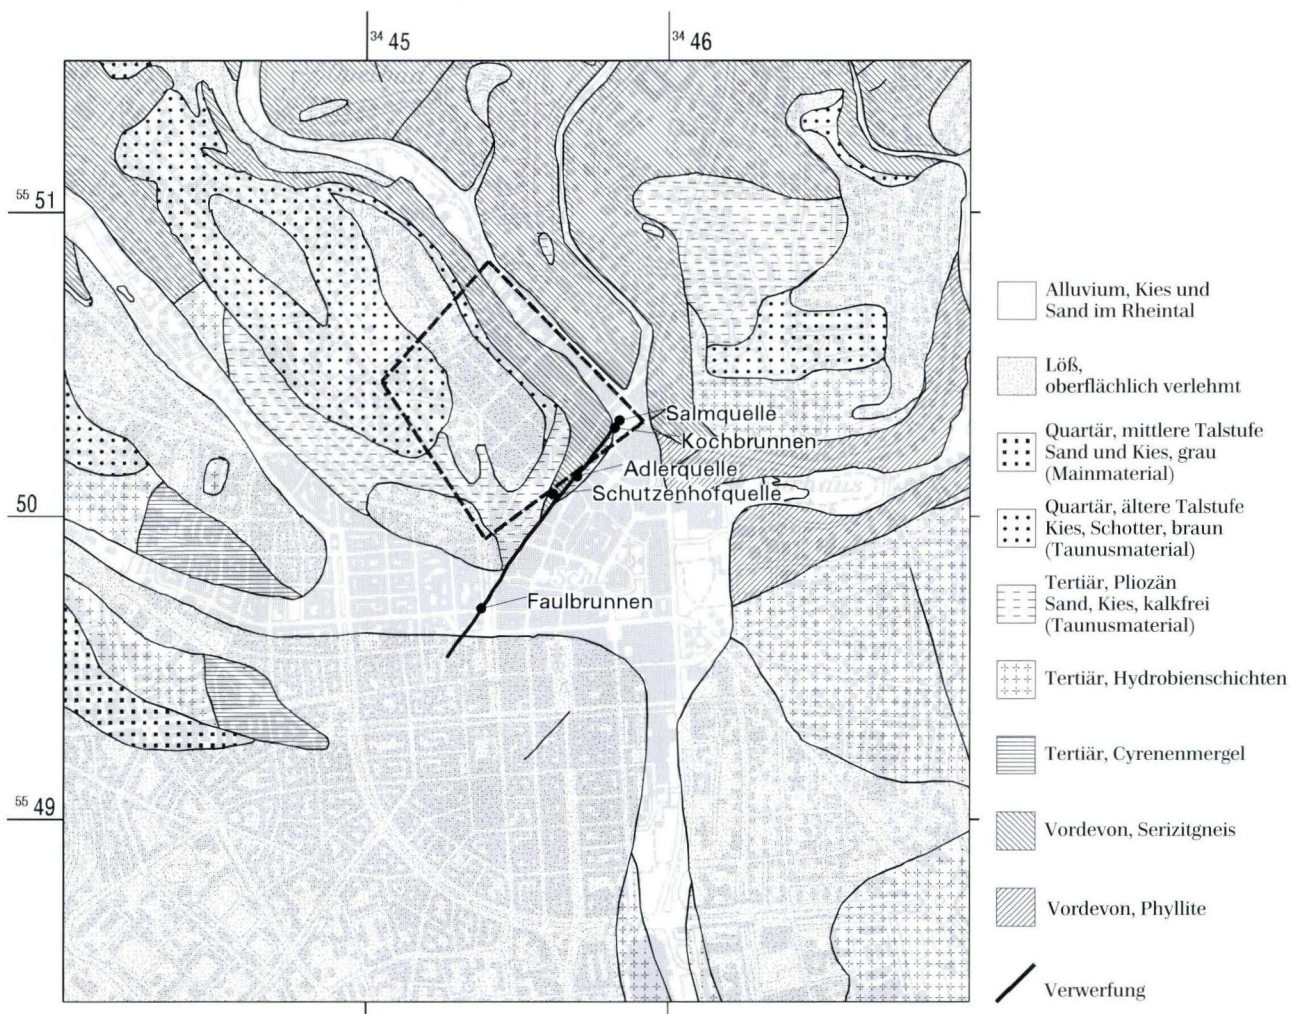 34 45
34 46
55 51
55 50
55 49
Salmquelle
Kochbrunnen
Adlerquelle
Schutzenhofquelle
Faulbrunnen
Alluvium, Kies und
Sand im Rheintal
Löß,
oberflächlich verlehmt
Quartär, mittlere Talstufe
Sand und Kies, grau
(Mainmaterial)
Quartär, ältere Talstufe
Kies, Schotter, braun
(Taunusmaterial)
Tertiär, Pliozän
Sand, Kies, kalkfrei
(Taunusmaterial)
Tertiär, Hydrobienschichten
Tertiär, Cyrenenmergel
Vordevon, Serizitgneis
Vordevon, Phyllite
Verwerfung